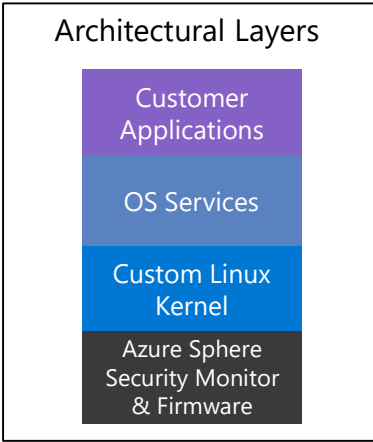 Architectural Layers
Customer
Applications
OS Services
Custom Linux
Kernel
Azure Sphere
Security Monitor
& Firmware